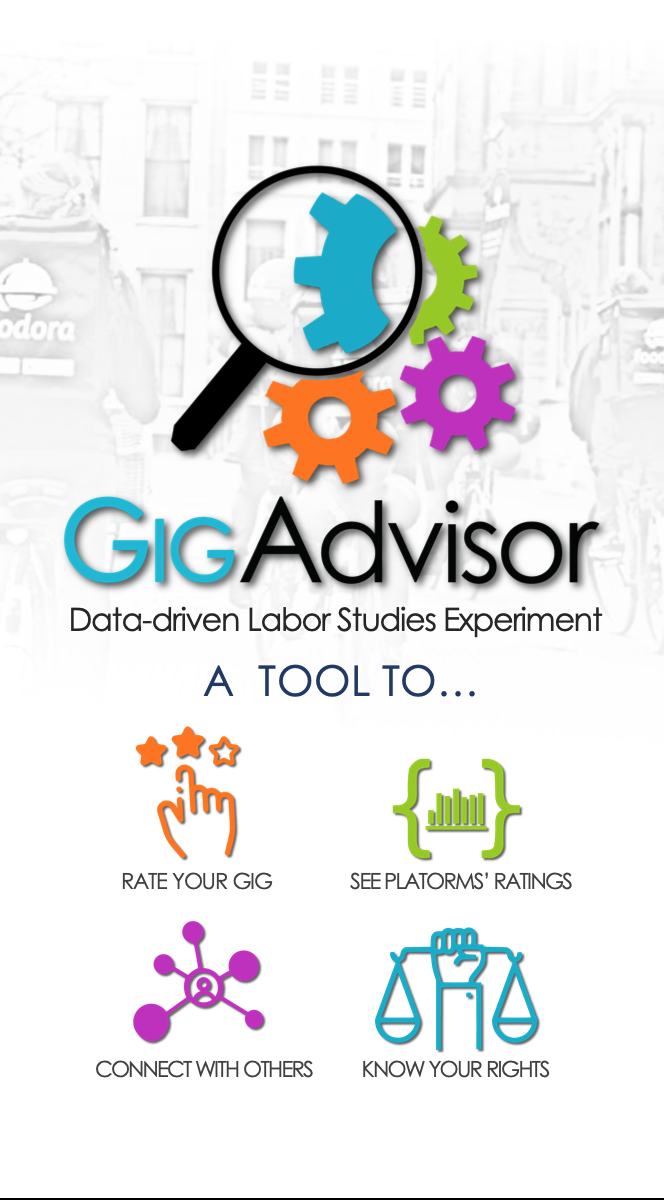 GIGAdvisor
Data-driven Labor Studies Experiment
A TOOL TO...
RATE YOUR GIG
SEE PLATORMS' RATINGS
CONNECT WITH OTHERS
KNOW YOUR RIGHTS